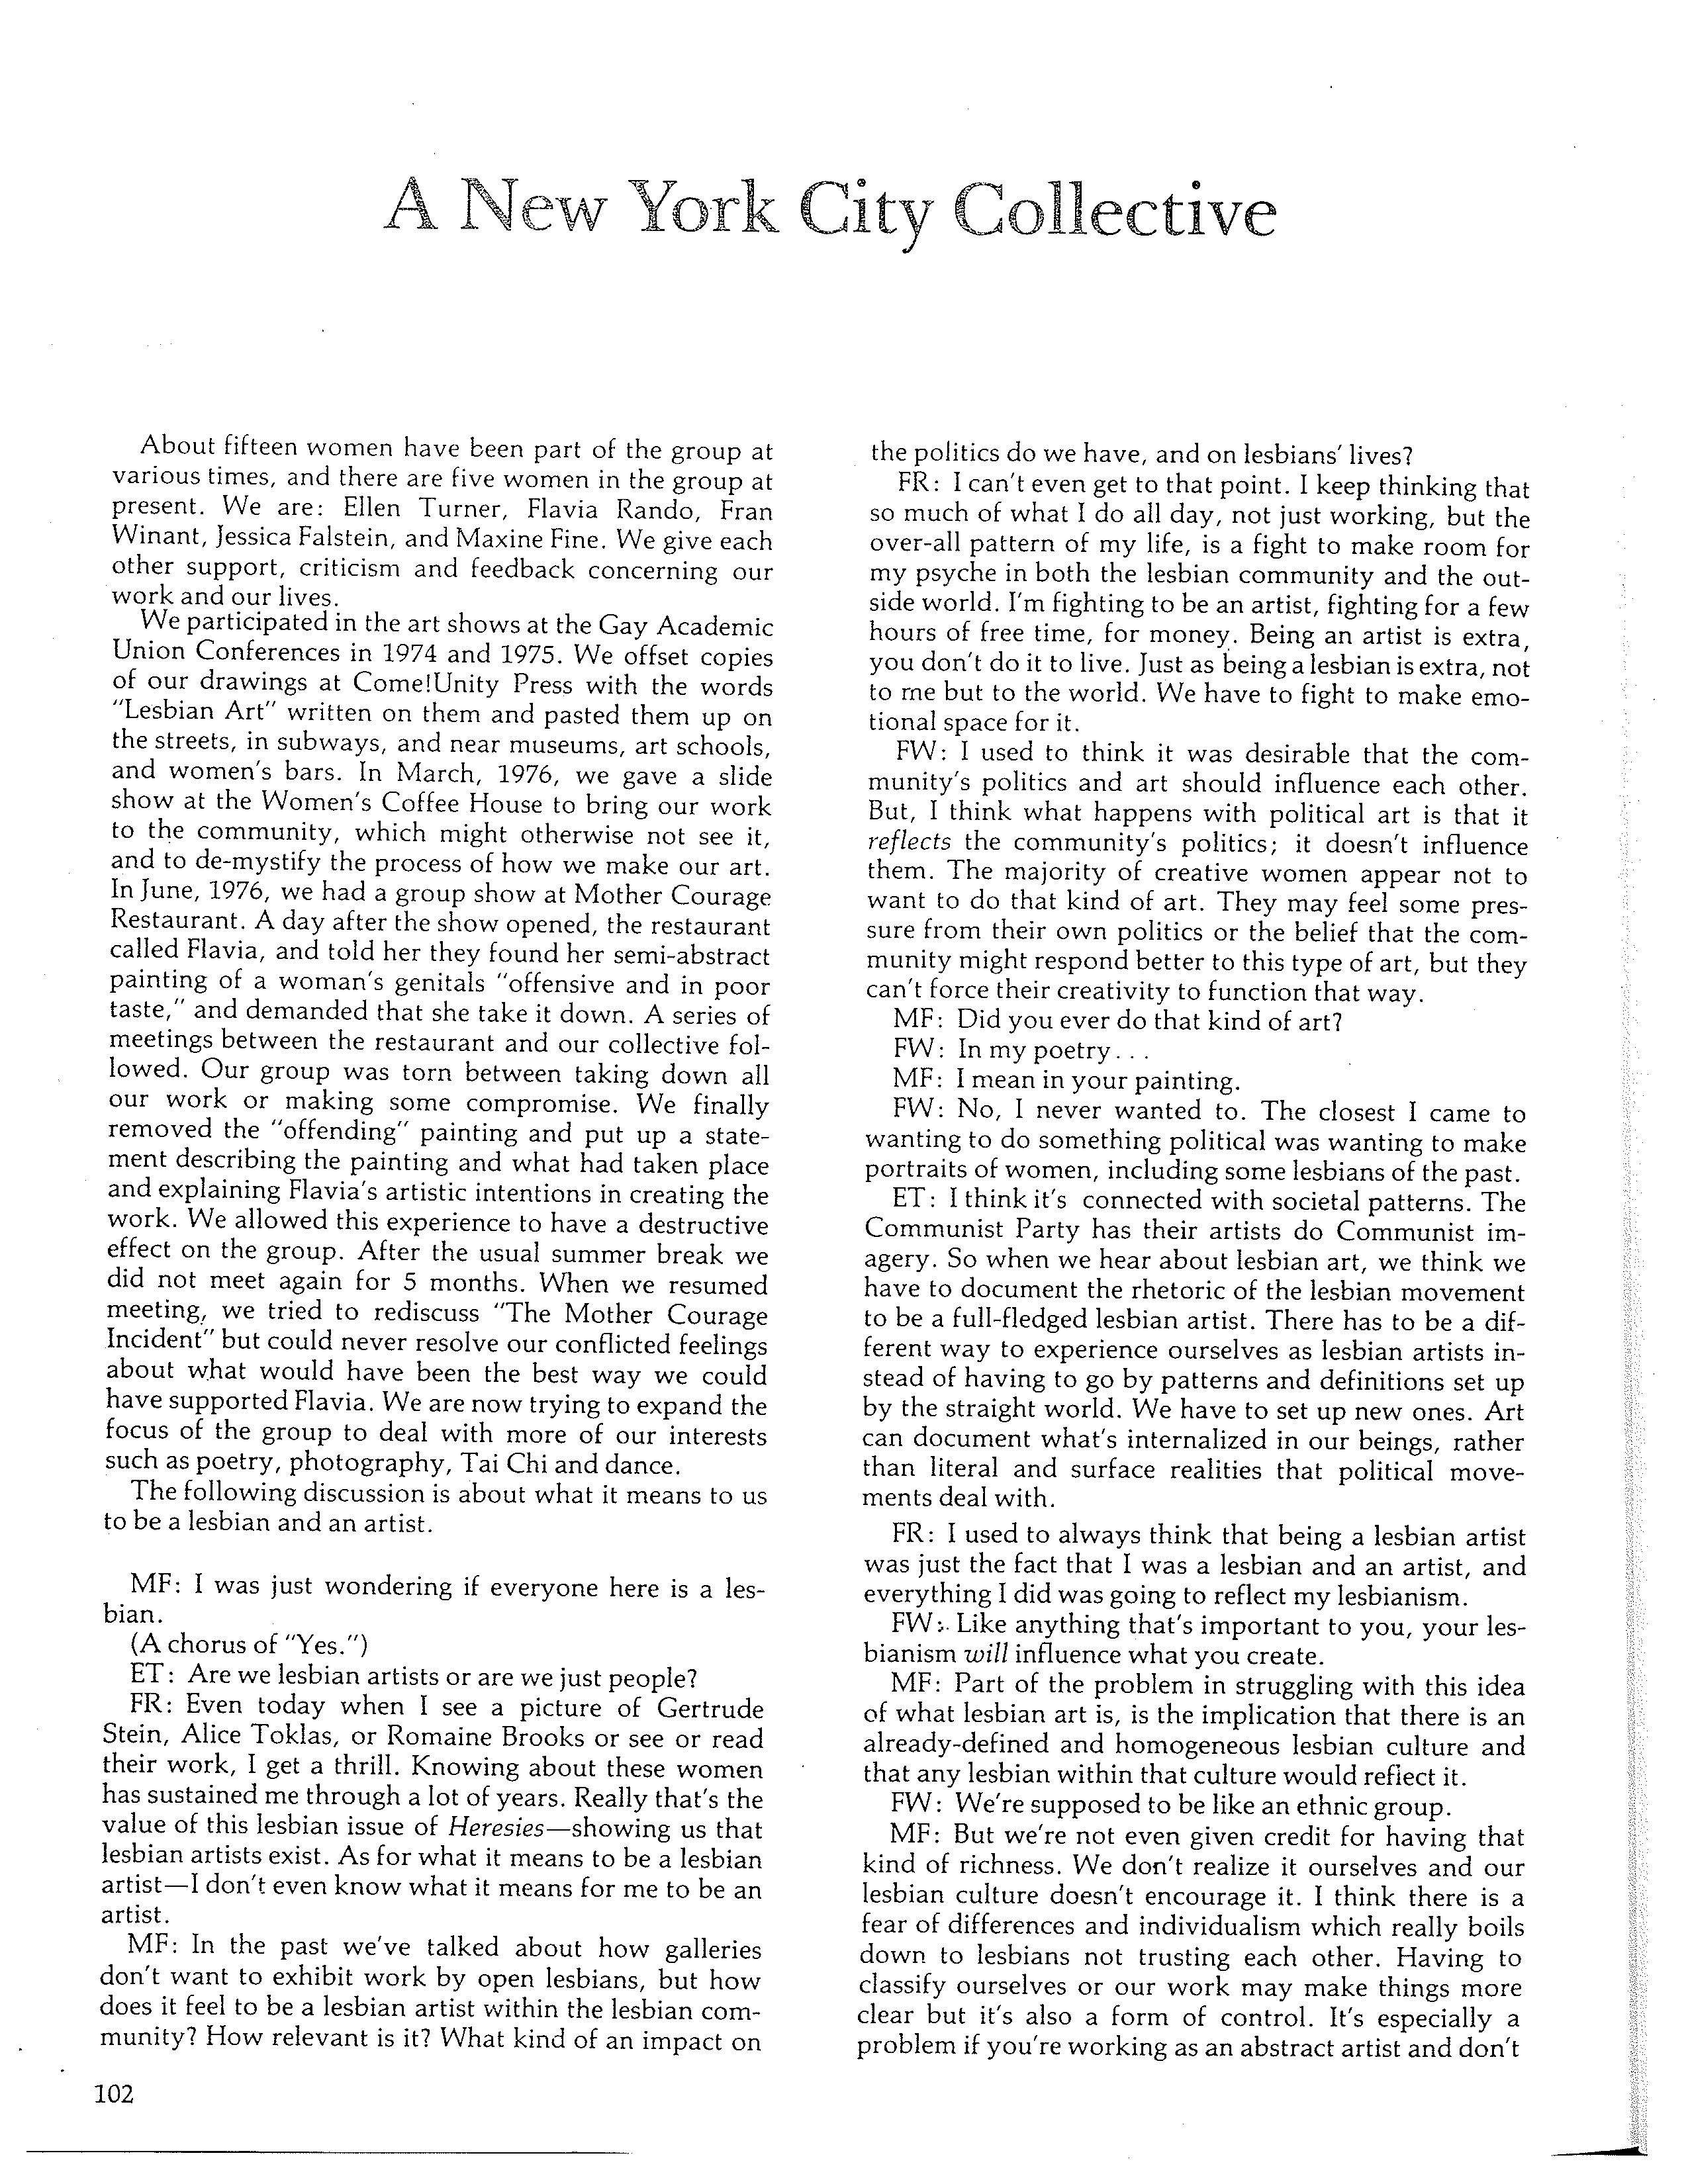 A New York City Collective
About fifteen women have been part of the group at
various times, and there are five women in the group at
present. We are: Ellen Turner, Flavia Rando, Fran
Winant, Jessica Falstein, and Maxine Fine. We give each
other support, criticism and feedback concerning our
work and our lives.
We participated in the art shows at the Gay Academic
Union Conferences in 1974 and 1975. We offset copies
of our drawings at Come!Unity Press with the words
"Lesbian Art" written on them and pasted them up on
the streets, in subways, and near museums, art schools,
and women's bars. In March, 1976, we gave a slide
show at the Women's Coffee House to bring our work
to the community, which might otherwise not see it,
and to de-mystify the process of how we make our art.
In June, 1976, we had a group show at Mother Courage
Restaurant. A day after the show opened, the restaurant
called Flavia, and told her they found her semi-abstract
painting of a woman's genitals "offensive and in poor
taste," and demanded that she take it down. A series of
meetings between the restaurant and our collective fol-
lowed. Our group was torn between taking down all
our work or making some compromise. We finally
removed the "offending" painting and put up a state-
ment describing the painting and what had taken place
and explaining Flavia's artistic intentions in creating the
work. We allowed this experience to have a destructive
effect on the group. After the usual summer break we
did not meet again for 5 months. When we resumed
meeting, we tried to rediscuss "The Mother Courage
Incident" but could never resolve our conflicted feelings
about what would have been the best way we could
have supported Flavia. We are now trying to expand the
focus of the group to deal with more of our interests
such as poetry, photography, Tai Chi and dance.
The following discussion is about what it means to us
to be a lesbian and an artist.
MF: I was just wondering if everyone here is a les-
bian.
(A chorus of "Yes.")
ET: Are we lesbian artists or are we just people?
FR: Even today when I see a picture of Gertrude
Stein, Alice Toklas, or Romaine Brooks or see or read
their work, I get a thrill. Knowing about these women
has sustained me through a lot of years. Really that's the
value of this lesbian issue of Heresies—showing us that
lesbian artists exist. As for what it means to be a lesbian
artist—I don't even know what it means for me to be an
artist.
MF: In the past we've talked about how galleries
don't want to exhibit work by open lesbians, but how
does it feel to be a lesbian artist within the lesbian com-
munity? How relevant is it? What kind of an impact on
the politics do we have, and on lesbians' lives?
FR: I can't even get to that point. I keep thinking that
so much of what I do all day, not just working, but the
over-all pattern of my life, is a fight to make room for
my psyche in both the lesbian community and the out-
side world. I'm fighting to be an artist, fighting for a few
hours of free time, for money. Being an artist is extra,
you don't do it to live. Just as being a lesbian is extra, not
to me but to the world. We have to fight to make emo-
tional space for it.
FW: I used to think it was desirable that the com-
munity's politics and art should influence each other.
But, I think what happens with political art is that it
reflects the community's politics; it doesn't influence
them. The majority of creative women appear not to
want to do that kind of art. They may feel some pres-
sure from their own politics or the belief that the com-
munity might respond better to this type of art, but they
can't force their creativity to function that way.
MF: Did you ever do that kind of art?
FW: In my poetry...
MF: I mean in your painting.
FW: No, I never wanted to. The closest I came to
wanting to do something political was wanting to make
portraits of women, including some lesbians of the past.
ET: I think it's connected with societal patterns. The
Communist Party has their artists do Communist im-
agery. So when we hear about lesbian art, we think we
have to document the rhetoric of the lesbian movement
to be a full-fledged lesbian artist. There has to be a dif-
ferent way to experience ourselves as lesbian artists in-
stead of having to go by patterns and definitions set up
by the straight world. We have to set up new ones. Art
can document what's internalized in our beings, rather
than literal and surface realities that political move-
ments deal with.
FR: I used to always think that being a lesbian artist
was just the fact that I was a lesbian and an artist, and
everything I did was going to reflect my lesbianism.
FW: Like anything that's important to you, your les-
bianism will influence what you create.
MF: Part of the problem in struggling with this idea
of what lesbian art is, is the implication that there is an
already-defined and homogeneous lesbian culture and
that any lesbian within that culture would reflect it.
FW: We're supposed to be like an ethnic group.
MF: But we're not even given credit for having that
kind of richness. We don't realize it ourselves and our
lesbian culture doesn't encourage it. I think there is a
fear of differences and individualism which really boils
down to lesbians not trusting each other. Having to
classify ourselves or our work may make things more
clear but it's also a form of control. It's especially a
problem if you're working as an abstract artist and don't
102